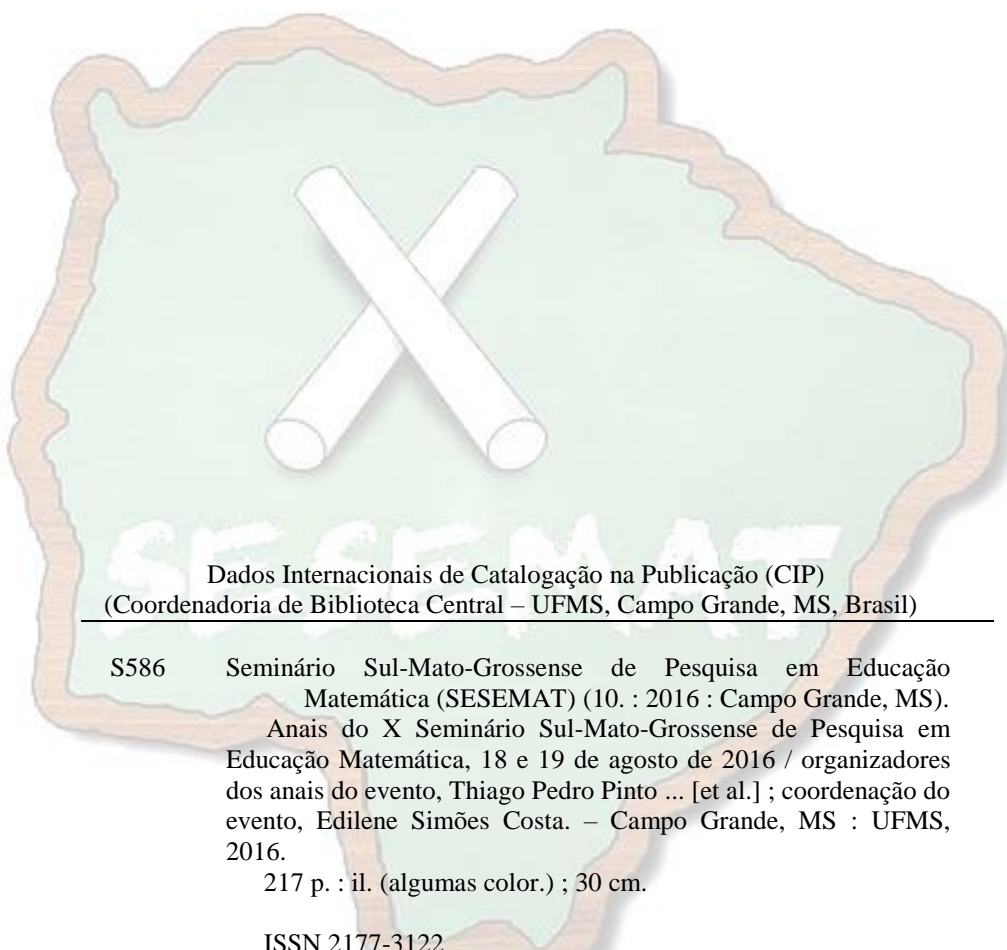 X
SESEMAT
Dados Internacionais de Catalogação na Publicação (CIP)
(Coordenadoria de Biblioteca Central – UFMS, Campo Grande, MS, Brasil)
S586 Seminário Sul-Mato-Grossense de Pesquisa em Educação
Matemática (SESEMAT) (10. : 2016 : Campo Grande, MS).
Anais do X Seminário Sul-Mato-Grossense de Pesquisa em
Educação Matemática, 18 e 19 de agosto de 2016 / organizadores
dos anais do evento, Thiago Pedro Pinto ... [et al.] ; coordenação do
evento, Edilene Simões Costa. – Campo Grande, MS : UFMS,
2016.
217 p. : il. (algumas color.) ; 30 cm.
ISSN 2177-3122